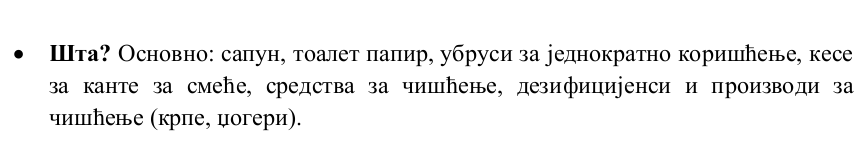 • Шта? Основно: сапун, тоалет папир, убруси за једнократно коришћење, кесе
за канте за смеће, средства за чишћење, дезифицијенси и производи за
чишћење (крпе, џогери).